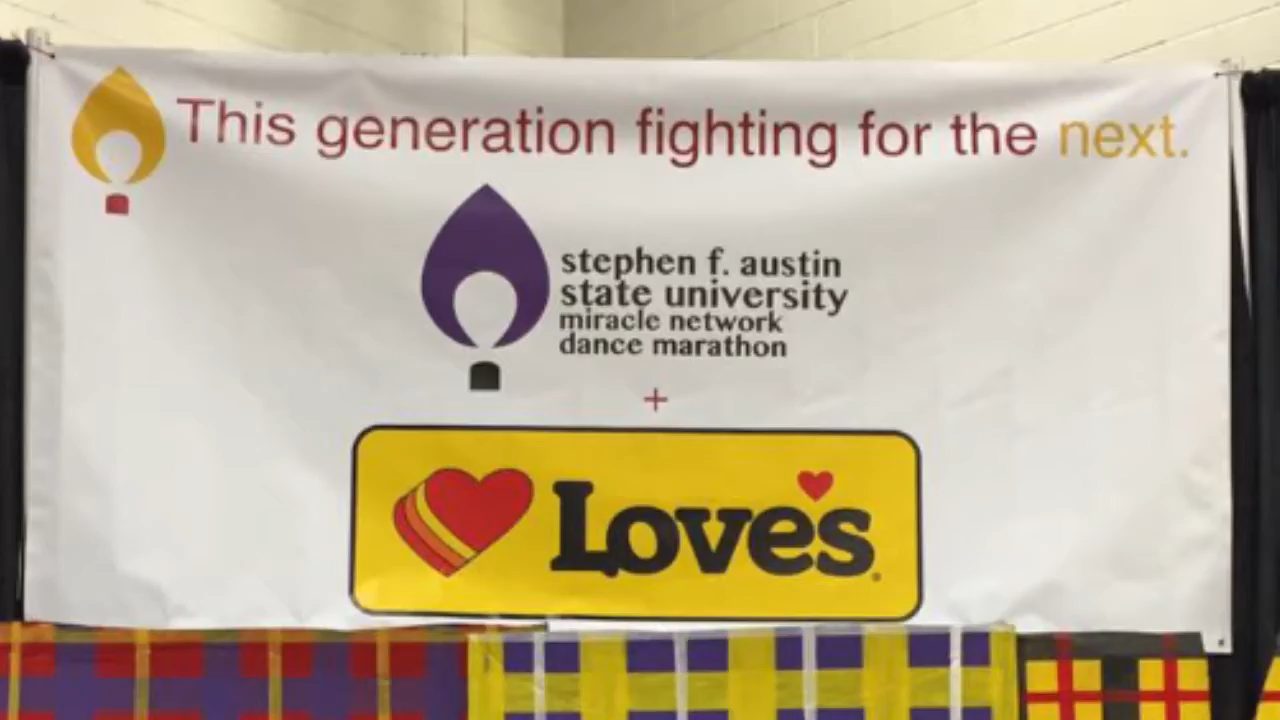 This generation fighting for the next.
stephen f. austin
state university
miracle network
dance marathon
+
Love's